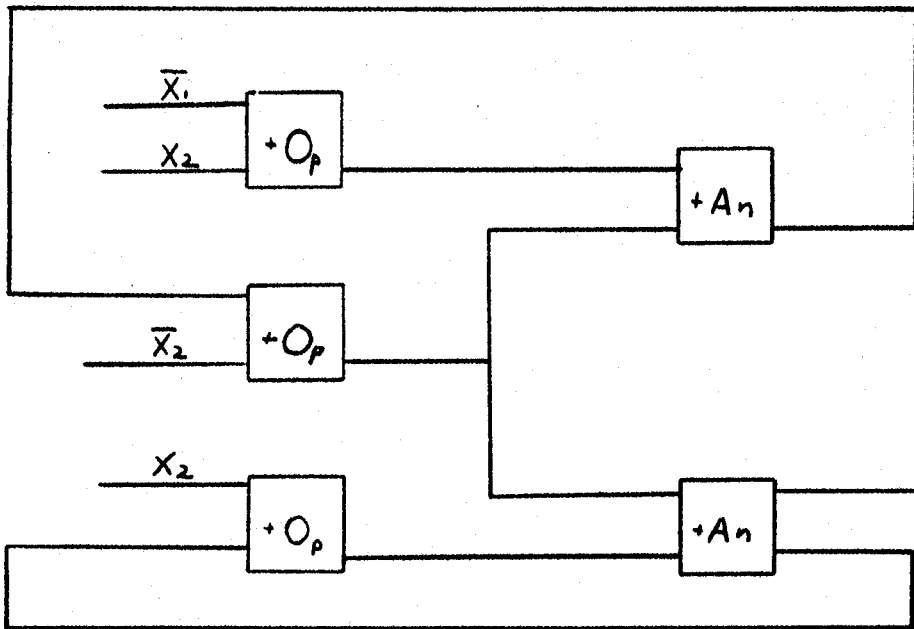 X̅₁
X₂
+Oₚ
+An
X̅₂
+Oₚ
X₂
+Oₚ
+An